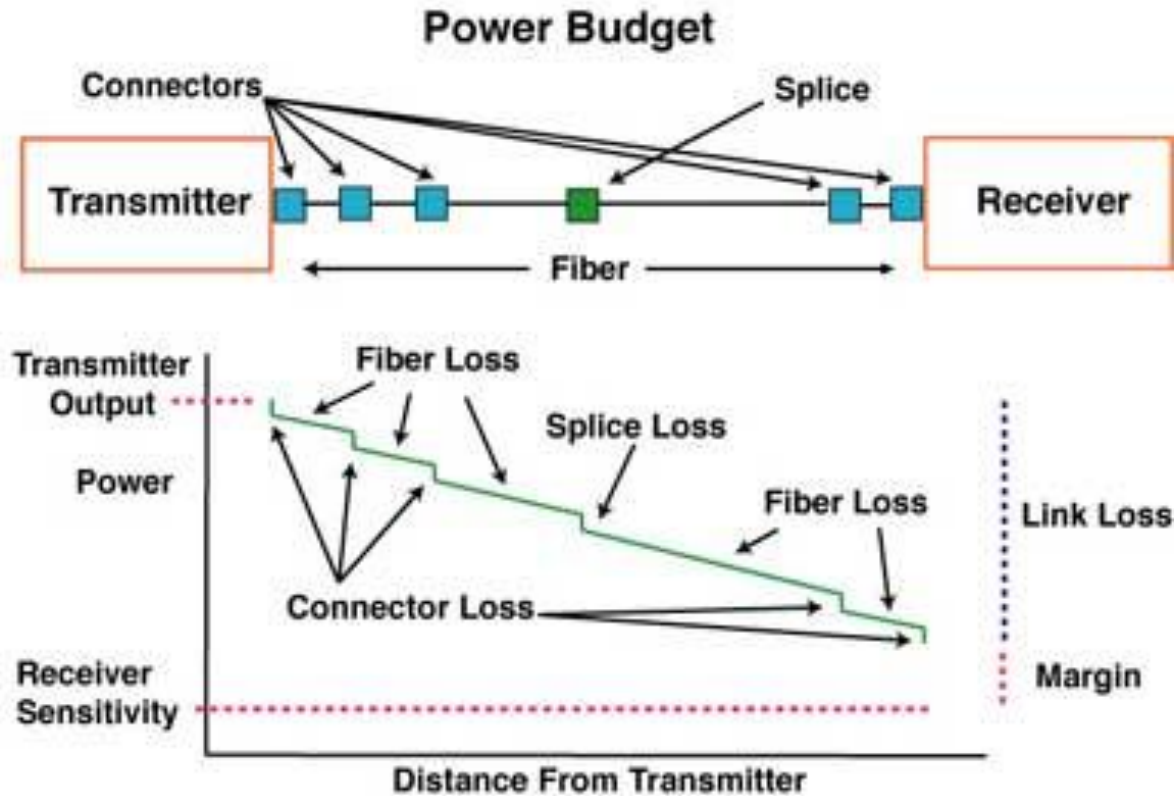 Power Budget
Connectors
Splice
Transmitter
Receiver
Fiber
Transmitter
Output
Fiber Loss
Splice Loss
Power
Fiber Loss
Link Loss
Connector Loss
Receiver
Sensitivity
Margin
Distance From Transmitter